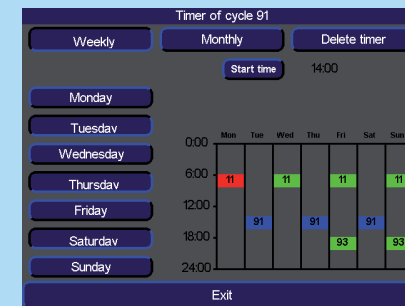 Timer of cycle 91
Weekly Monthly Delete timer
Start time 14:00
Monday
Tuesday
Wednesday
Thursday
Friday
Saturday
Sunday
Mon Tue Wed Thu Fri Sat Sun
0:00
6:00 11 11 11 11
12:00
91 91 91
18:00 93 93
24:00
Exit